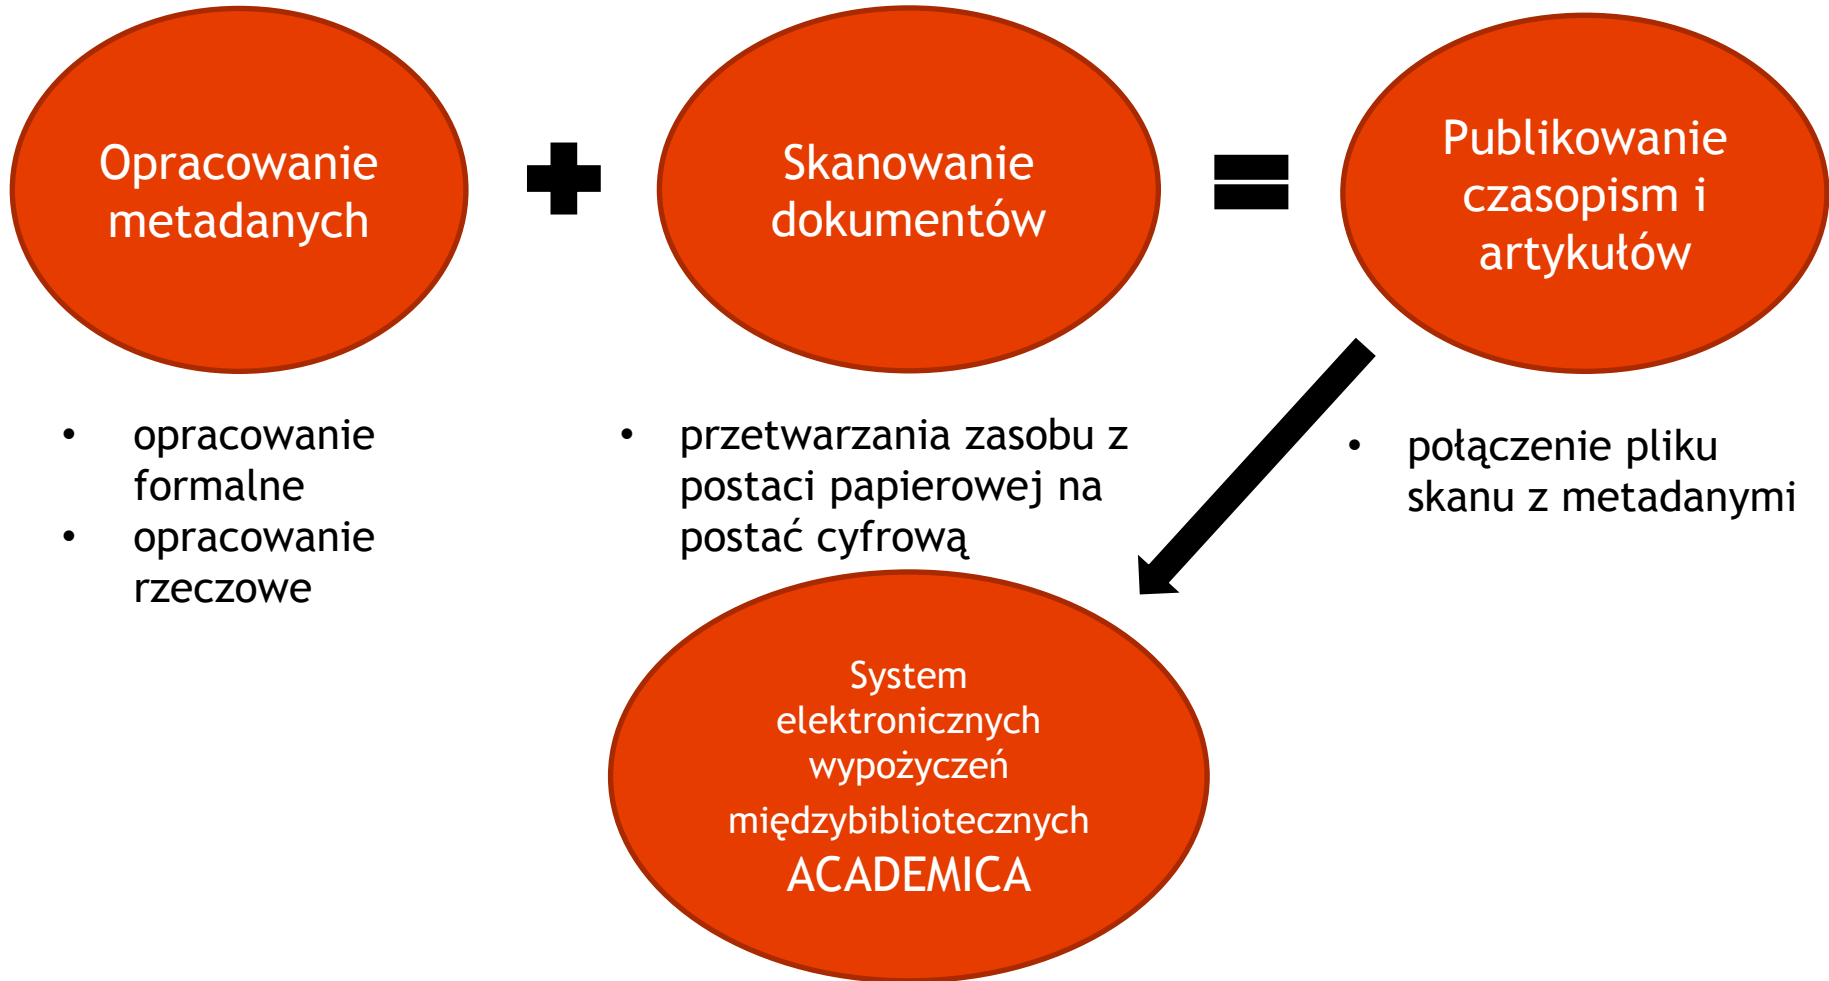 Opracowanie
metadanych
Skanowanie
dokumentów
Publikowanie
czasopism i
artykułów
• opracowanie
formalne
• opracowanie
rzeczowe
• przetwarzania zasobu z
postaci papierowej na
postać cyfrową
• połączenie pliku
skanu z metadanymi
System
elektronicznych
wypożyczeń
międzybibliotecznych
ACADEMICA